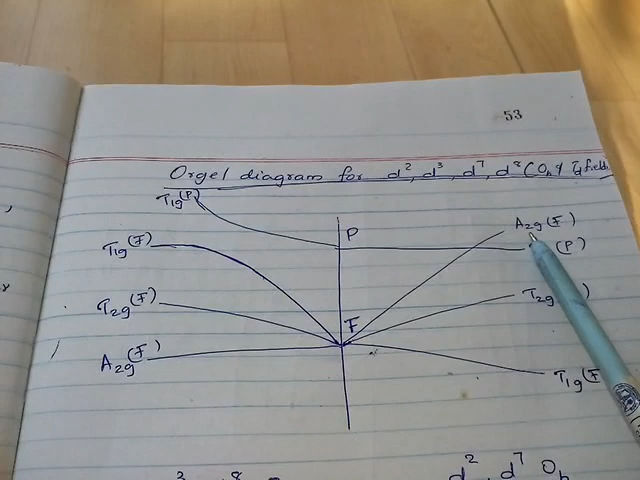 53
Orgel diagram for d², d³, d⁷, d⁸ (Oh & Td field
T₁g(P)
A₂g(F)
P
T₁g(F)
(P)
T₂g(F)
T₂g )
F
A₂g(F)
T₁g(F
d² , d⁷ Oh